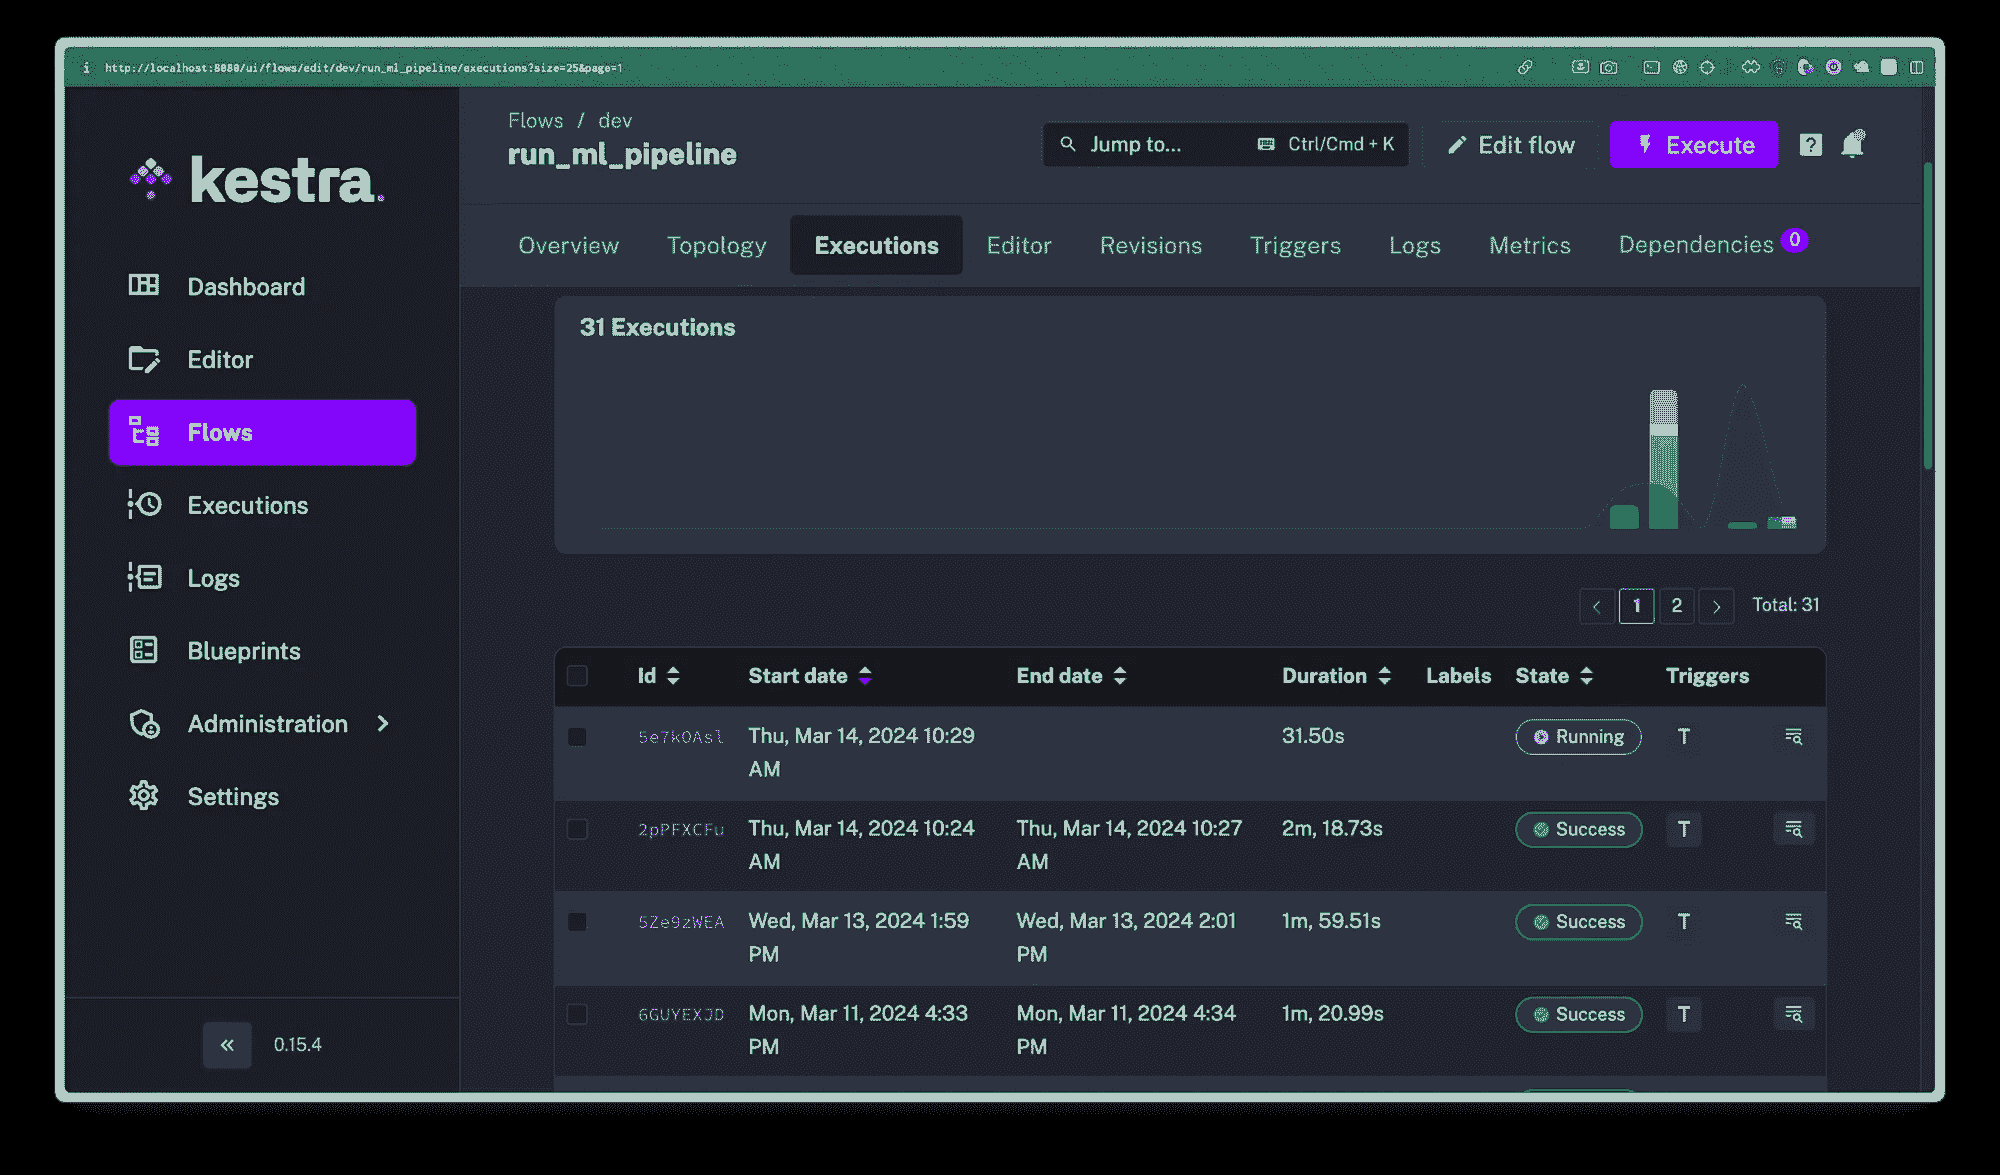 http://localhost:8080/ui/flows/edit/dev/run_ml_pipeline/executions?size=25&page=1
kestra.
Dashboard
Editor
Flows
Executions
Logs
Blueprints
Administration
Settings
0.15.4
Flows / dev
run_ml_pipeline
Jump to... Ctrl/Cmd + K
Edit flow
Execute
Overview Topology Executions Editor Revisions Triggers Logs Metrics Dependencies 0
31 Executions
1 2 Total: 31
Id Start date End date Duration Labels State Triggers
5e7kOAsl Thu, Mar 14, 2024 10:29 31.50s Running T
AM
2pPFXCFu Thu, Mar 14, 2024 10:24 Thu, Mar 14, 2024 10:27 2m, 18.73s Success T
AM AM
5Ze9zWEA Wed, Mar 13, 2024 1:59 Wed, Mar 13, 2024 2:01 1m, 59.51s Success T
PM PM
6GUYEXJD Mon, Mar 11, 2024 4:33 Mon, Mar 11, 2024 4:34 1m, 20.99s Success T
PM PM